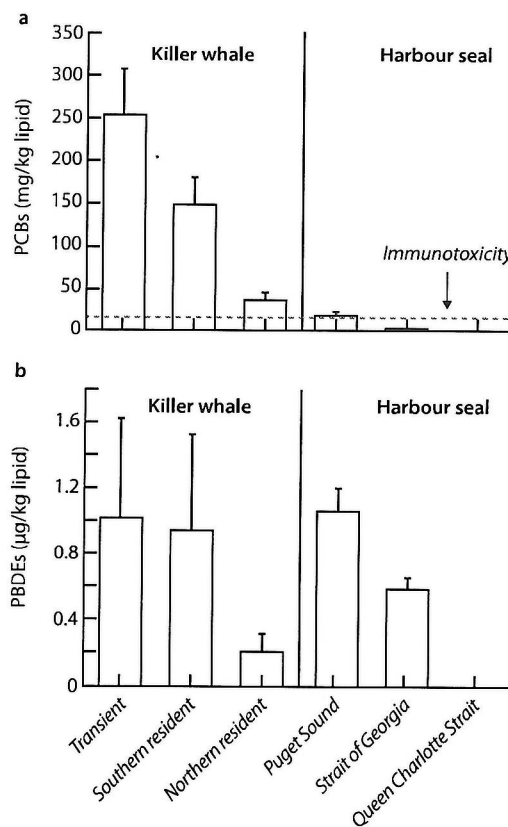 a
350
300
250
200
150
100
50
0
PCBs (mg/kg lipid)
Killer whale
Harbour seal
Immunotoxicity
b
1.6
1.2
0.8
0.4
0
PBDEs (µg/kg lipid)
Killer whale
Harbour seal
Transient
Southern resident
Northern resident
Puget Sound
Strait of Georgia
Queen Charlotte Strait